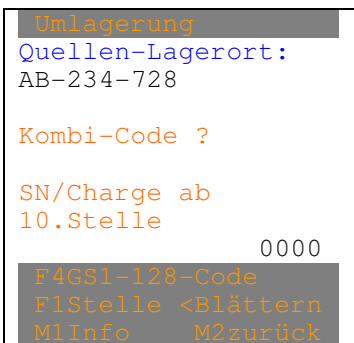 Umlagerung
Quellen-Lagerort:
AB-234-728
Kombi-Code ?
SN/Charge ab
10.Stelle
0000
F4GS1-128-Code
F1Stelle <Blättern
M1Info M2zurück